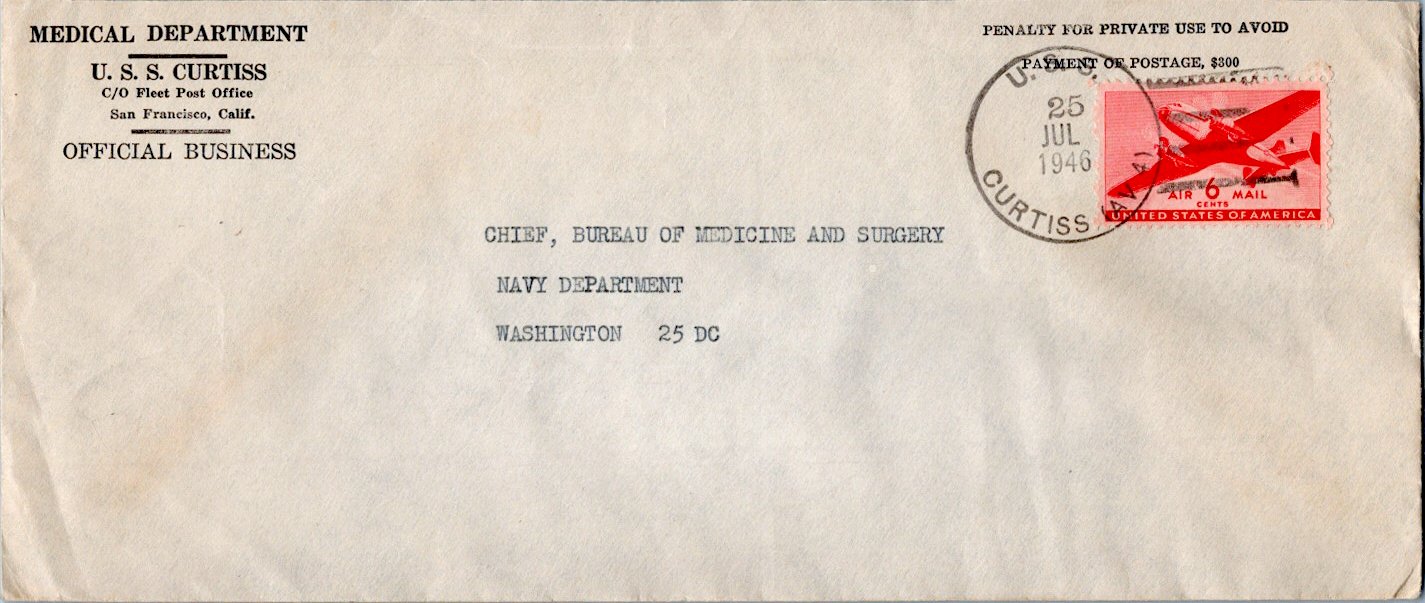 MEDICAL DEPARTMENT
U. S. S. CURTISS
C/O Fleet Post Office
San Francisco, Calif.
OFFICIAL BUSINESS
PENALTY FOR PRIVATE USE TO AVOID
PAYMENT OF POSTAGE, $300
U. S. S.
25
JUL
1946
CURTISS (AV 4)
AIR 6 MAIL
CENTS
UNITED STATES OF AMERICA
CHIEF, BUREAU OF MEDICINE AND SURGERY
NAVY DEPARTMENT
WASHINGTON 25 DC